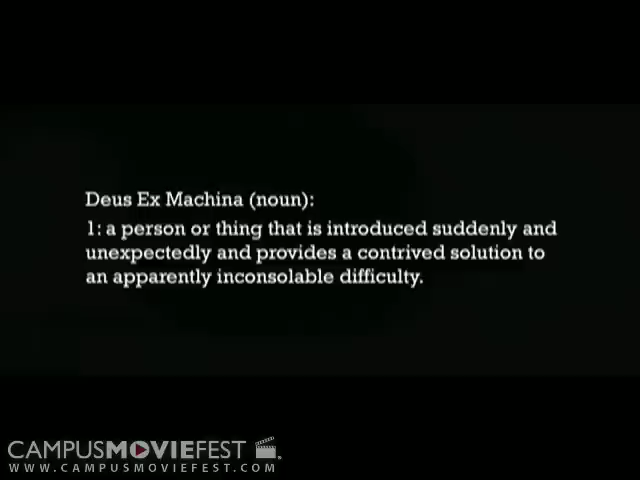 Deus Ex Machina (noun):
1: a person or thing that is introduced suddenly and
unexpectedly and provides a contrived solution to
an apparently inconsolable difficulty.
CAMPUSMOVIEFEST
WWW.CAMPUSMOVIEFEST.COM